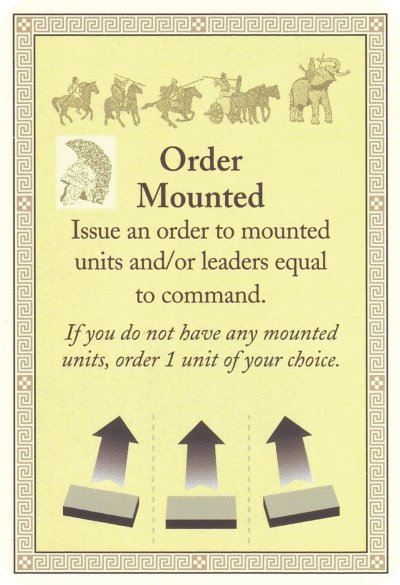 Order
Mounted
Issue an order to mounted
units and/or leaders equal
to command.
If you do not have any mounted
units, order 1 unit of your choice.